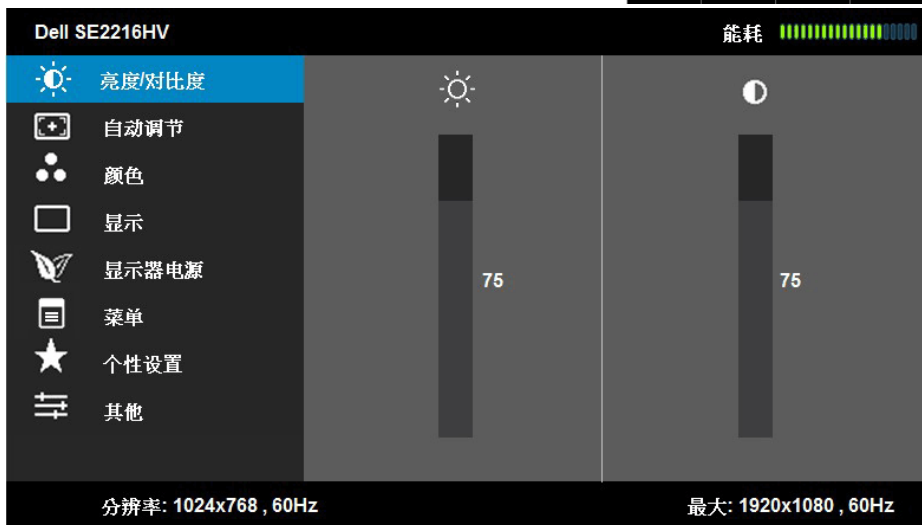 Dell SE2216HV
能耗
亮度/对比度
自动调节
颜色
显示
显示器电源
菜单
个性设置
其他
75
75
分辨率: 1024x768 , 60Hz
最大: 1920x1080 , 60Hz